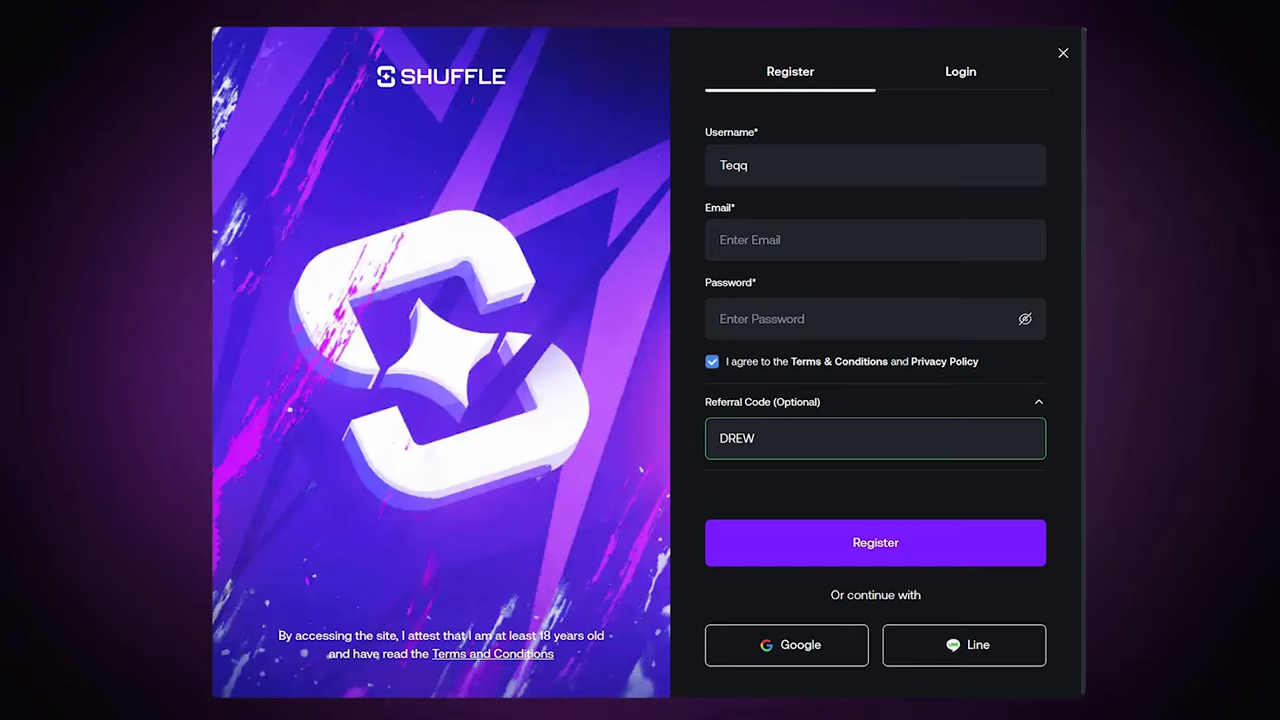 SHUFFLE
By accessing the site, I attest that I am at least 18 years old
and have read the Terms and Conditions
Register
Login
Username*
Teqq
Email*
Enter Email
Password*
Enter Password
I agree to the Terms & Conditions and Privacy Policy
Referral Code (Optional)
DREW
Register
Or continue with
Google
Line